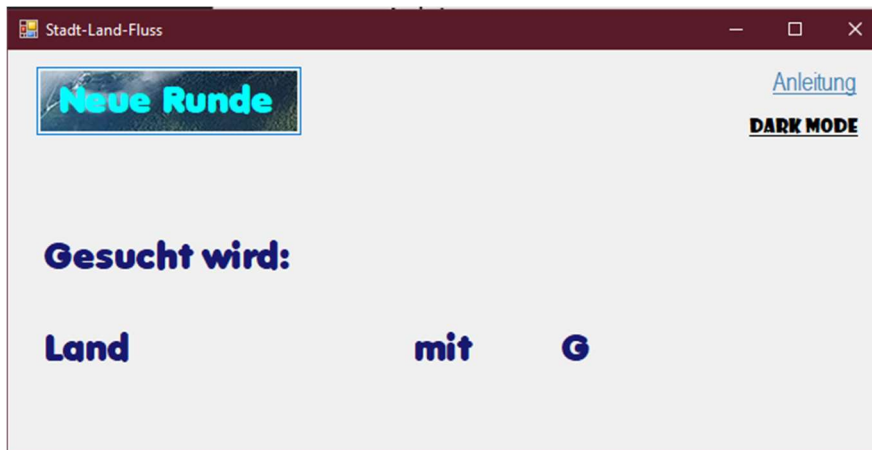 Stadt-Land-Fluss
Neue Runde
Anleitung
DARK MODE
Gesucht wird:
Land mit G